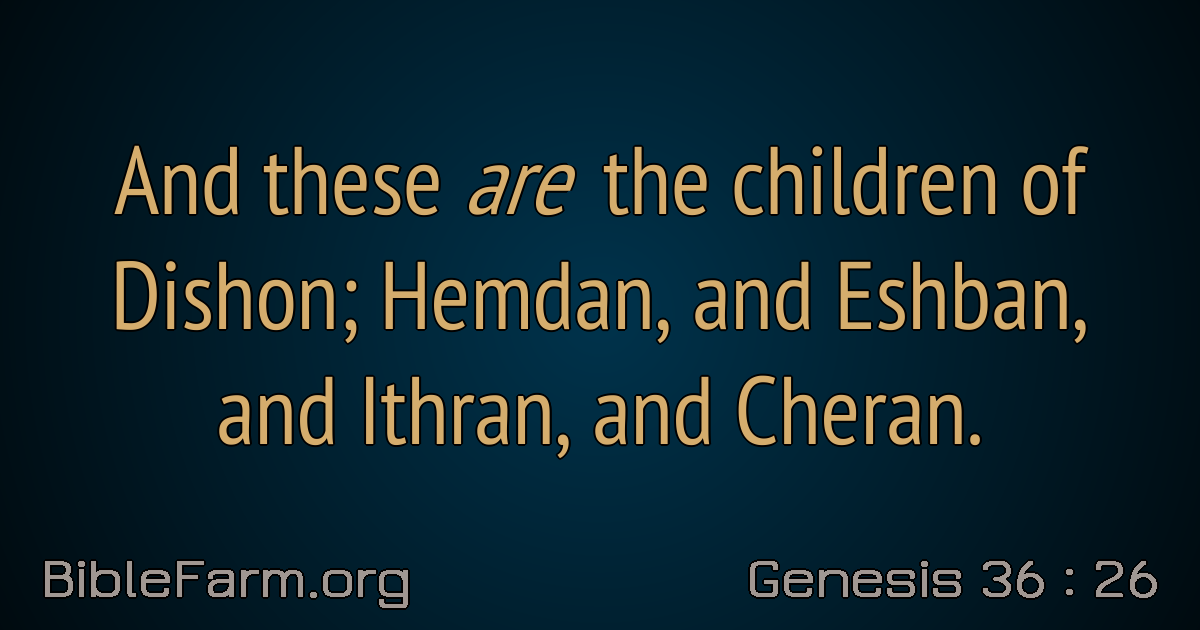 And these are the children of
Dishon; Hemdan, and Eshban,
and Ithran, and Cheran.
BibleFarm.org
Genesis 36 : 26